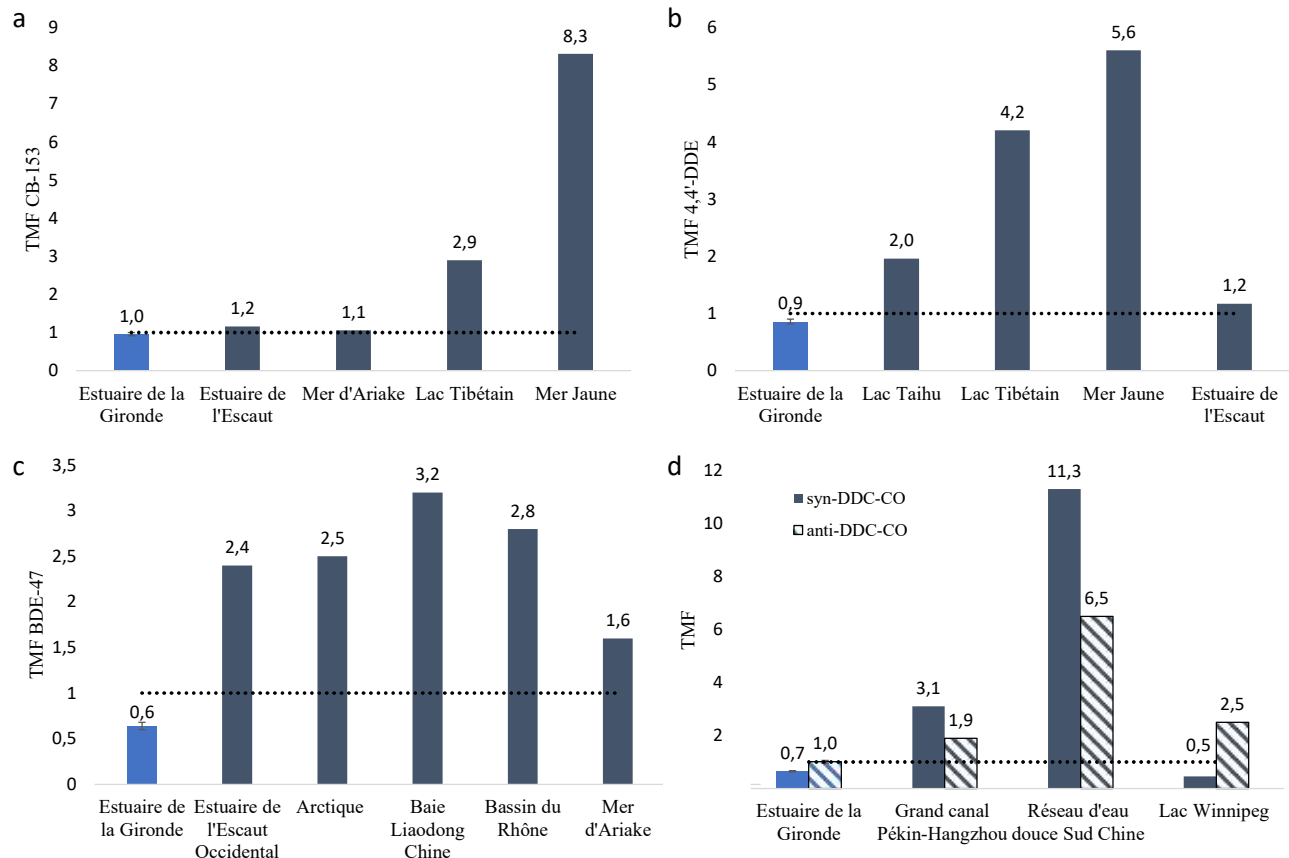 a
TMF CB-153
9
8
7
6
5
4
3
2
1
0
1,0
1,2
1,1
2,9
8,3
Estuaire de la
Gironde
Estuaire de
l'Escaut
Mer d'Ariake
Lac Tibétain
Mer Jaune
b
TMF 4,4'-DDE
6
5
4
3
2
1
0
0,9
2,0
4,2
5,6
1,2
Estuaire de la
Gironde
Lac Taihu
Lac Tibétain
Mer Jaune
Estuaire de
l'Escaut
c
TMF BDE-47
3,5
3
2,5
2
1,5
1
0,5
0
0,6
2,4
2,5
3,2
2,8
1,6
Estuaire de
la Gironde
Estuaire de
l'Escaut
Occidental
Arctique
Baie
Liaodong
Chine
Bassin du
Rhône
Mer
d'Ariake
d
TMF
12
10
8
6
4
2
syn-DDC-CO
anti-DDC-CO
0,7
1,0
3,1
1,9
11,3
6,5
0,5
2,5
Estuaire de la
Gironde
Grand canal
Pékin-Hangzhou
Réseau d'eau
douce Sud Chine
Lac Winnipeg